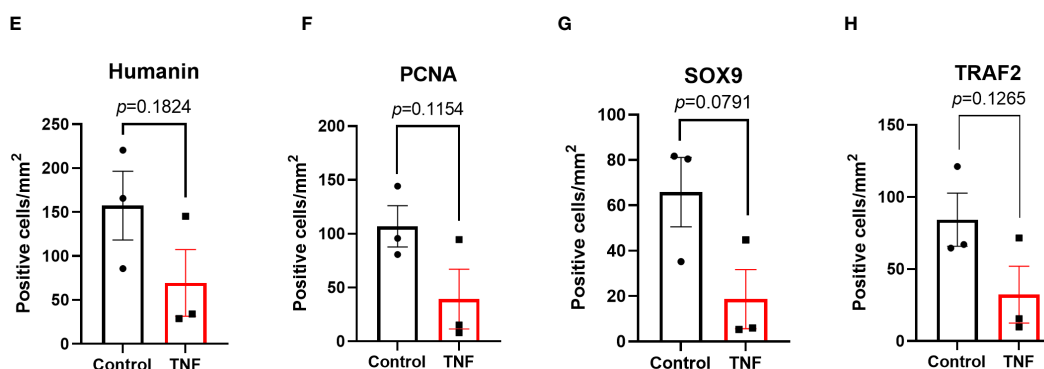 E
Humanin
p=0.1824
Positive cells/mm²
250
200
150
100
50
0
Control TNF
F
PCNA
p=0.1154
Positive cells/mm²
200
150
100
50
0
Control TNF
G
SOX9
p=0.0791
Positive cells/mm²
100
80
60
40
20
0
Control TNF
H
TRAF2
p=0.1265
Positive cells/mm²
150
100
50
0
Control TNF